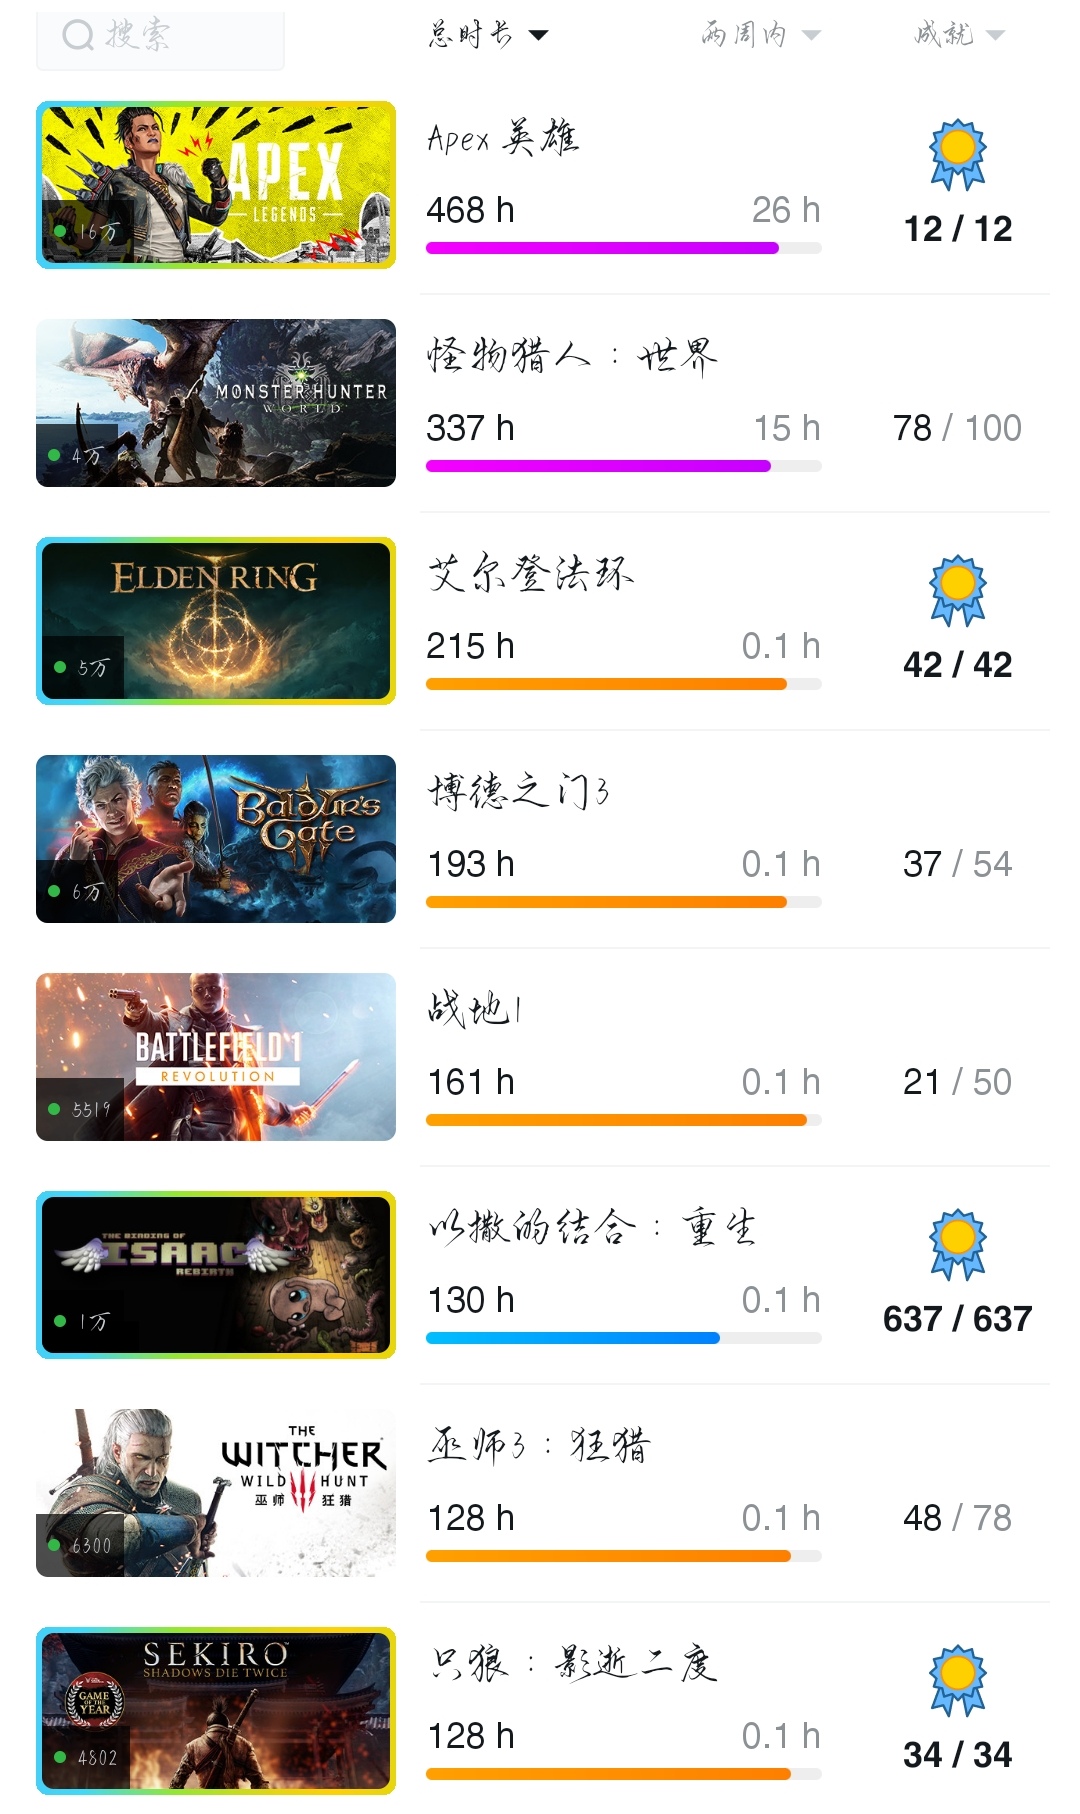 搜索
总时长
两周内
成就
APEX
LEGENDS
16万
Apex 英雄
468 h
26 h
12 / 12
MONSTER HUNTER
WORLD
4万
怪物猎人：世界
337 h
15 h
78 / 100
ELDEN RING
5万
艾尔登法环
215 h
0.1 h
42 / 42
BALDUR'S
GATE
III
6万
博德之门3
193 h
0.1 h
37 / 54
BATTLEFIELD 1
REVOLUTION
5519
战地1
161 h
0.1 h
21 / 50
THE BINDING OF
ISAAC
REBIRTH
1万
以撒的结合：重生
130 h
0.1 h
637 / 637
THE
WITCHER
WILD HUNT
III
巫师 狂猎
6300
巫师3：狂猎
128 h
0.1 h
48 / 78
SEKIRO™
SHADOWS DIE TWICE
GAME
OF THE
YEAR
4802
只狼：影逝二度
128 h
0.1 h
34 / 34